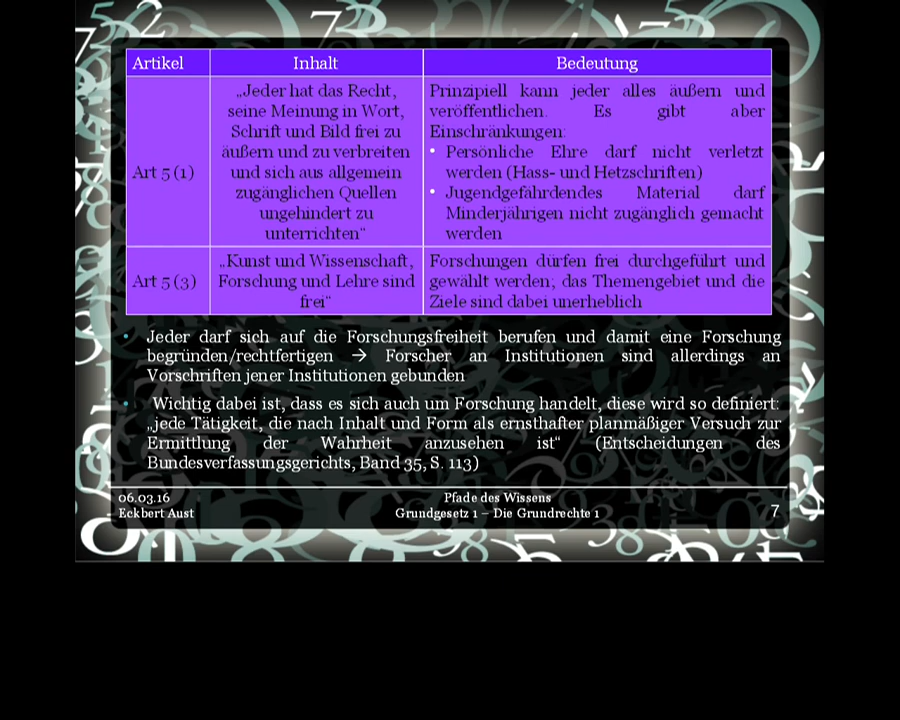 Artikel
Inhalt
Bedeutung
Art 5 (1)
„Jeder hat das Recht,
seine Meinung in Wort,
Schrift und Bild frei zu
äußern und zu verbreiten
und sich aus allgemein
zugänglichen Quellen
ungehindert zu
unterrichten“
Prinzipiell kann jeder alles äußern und
veröffentlichen. Es gibt aber
Einschränkungen:
• Persönliche Ehre darf nicht verletzt
werden (Hass- und Hetzschriften)
• Jugendgefährdendes Material darf
Minderjährigen nicht zugänglich gemacht
werden
Art 5 (3)
„Kunst und Wissenschaft,
Forschung und Lehre sind
frei“
Forschungen dürfen frei durchgeführt und
gewählt werden; das Themengebiet und die
Ziele sind dabei unerheblich
• Jeder darf sich auf die Forschungsfreiheit berufen und damit eine Forschung
begründen/rechtfertigen → Forscher an Institutionen sind allerdings an
Vorschriften jener Institutionen gebunden
• Wichtig dabei ist, dass es sich auch um Forschung handelt, diese wird so definiert:
„jede Tätigkeit, die nach Inhalt und Form als ernsthafter planmäßiger Versuch zur
Ermittlung der Wahrheit anzusehen ist“ (Entscheidungen des
Bundesverfassungsgerichts, Band 35, S. 113)
06.03.16
Eckbert Aust
Pfade des Wissens
Grundgesetz 1 – Die Grundrechte 1
7